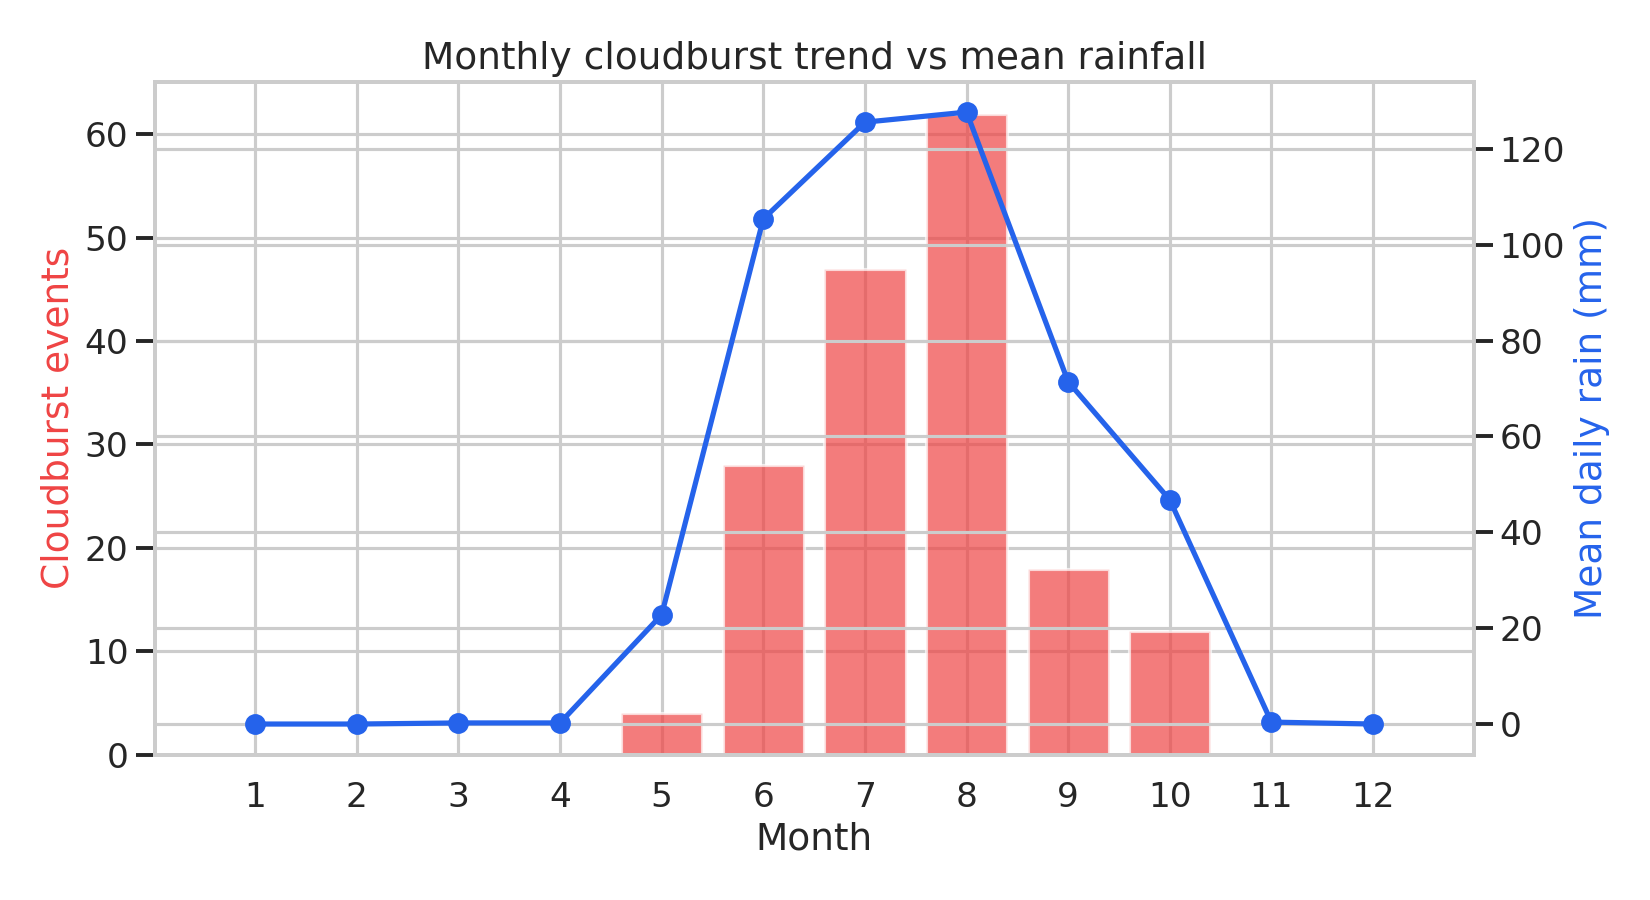 Monthly cloudburst trend vs mean rainfall
Cloudburst events
60
50
40
30
20
10
0
120
100
80
60
40
20
0
Mean daily rain (mm)
1 2 3 4 5 6 7 8 9 10 11 12
Month